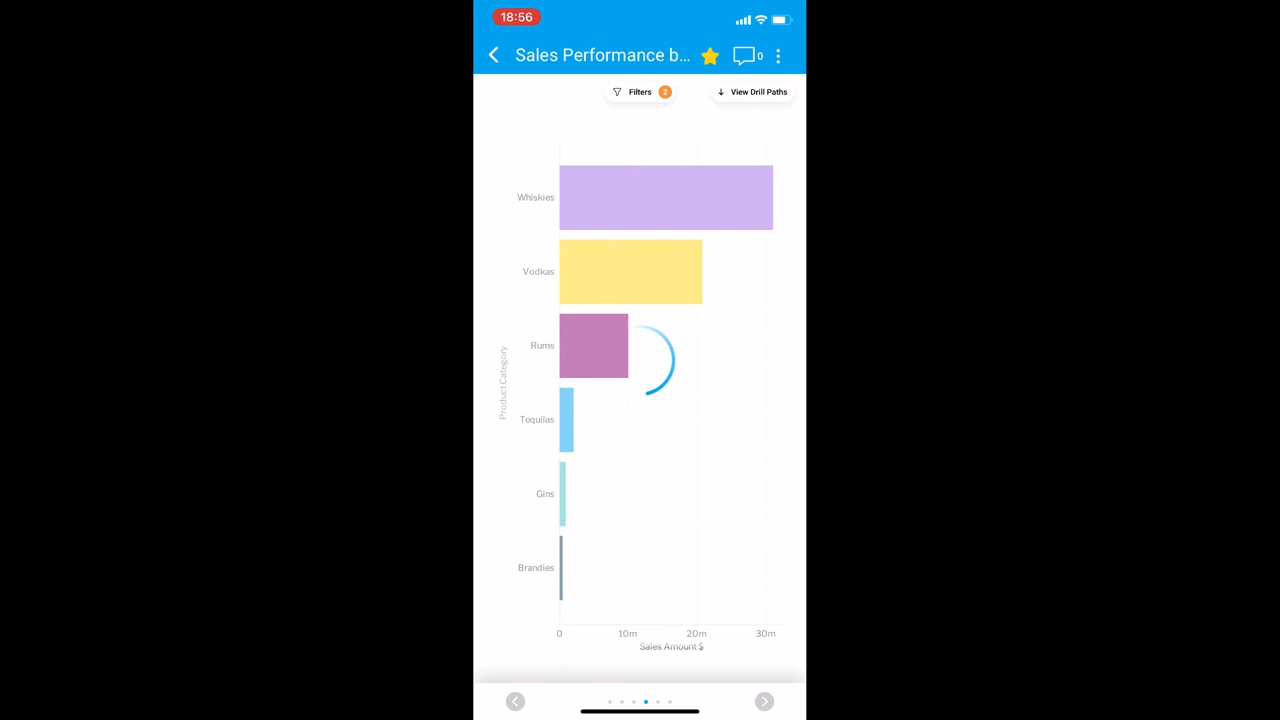 18:56
Sales Performance b...
0
Filters 2
View Drill Paths
Whiskies
Vodkas
Rums
Tequilas
Gins
Brandies
Product Category
0 10m 20m 30m
Sales Amount $